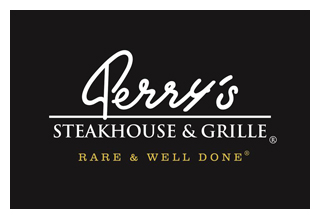 Perry's
STEAKHOUSE & GRILLE®
RARE & WELL DONE®